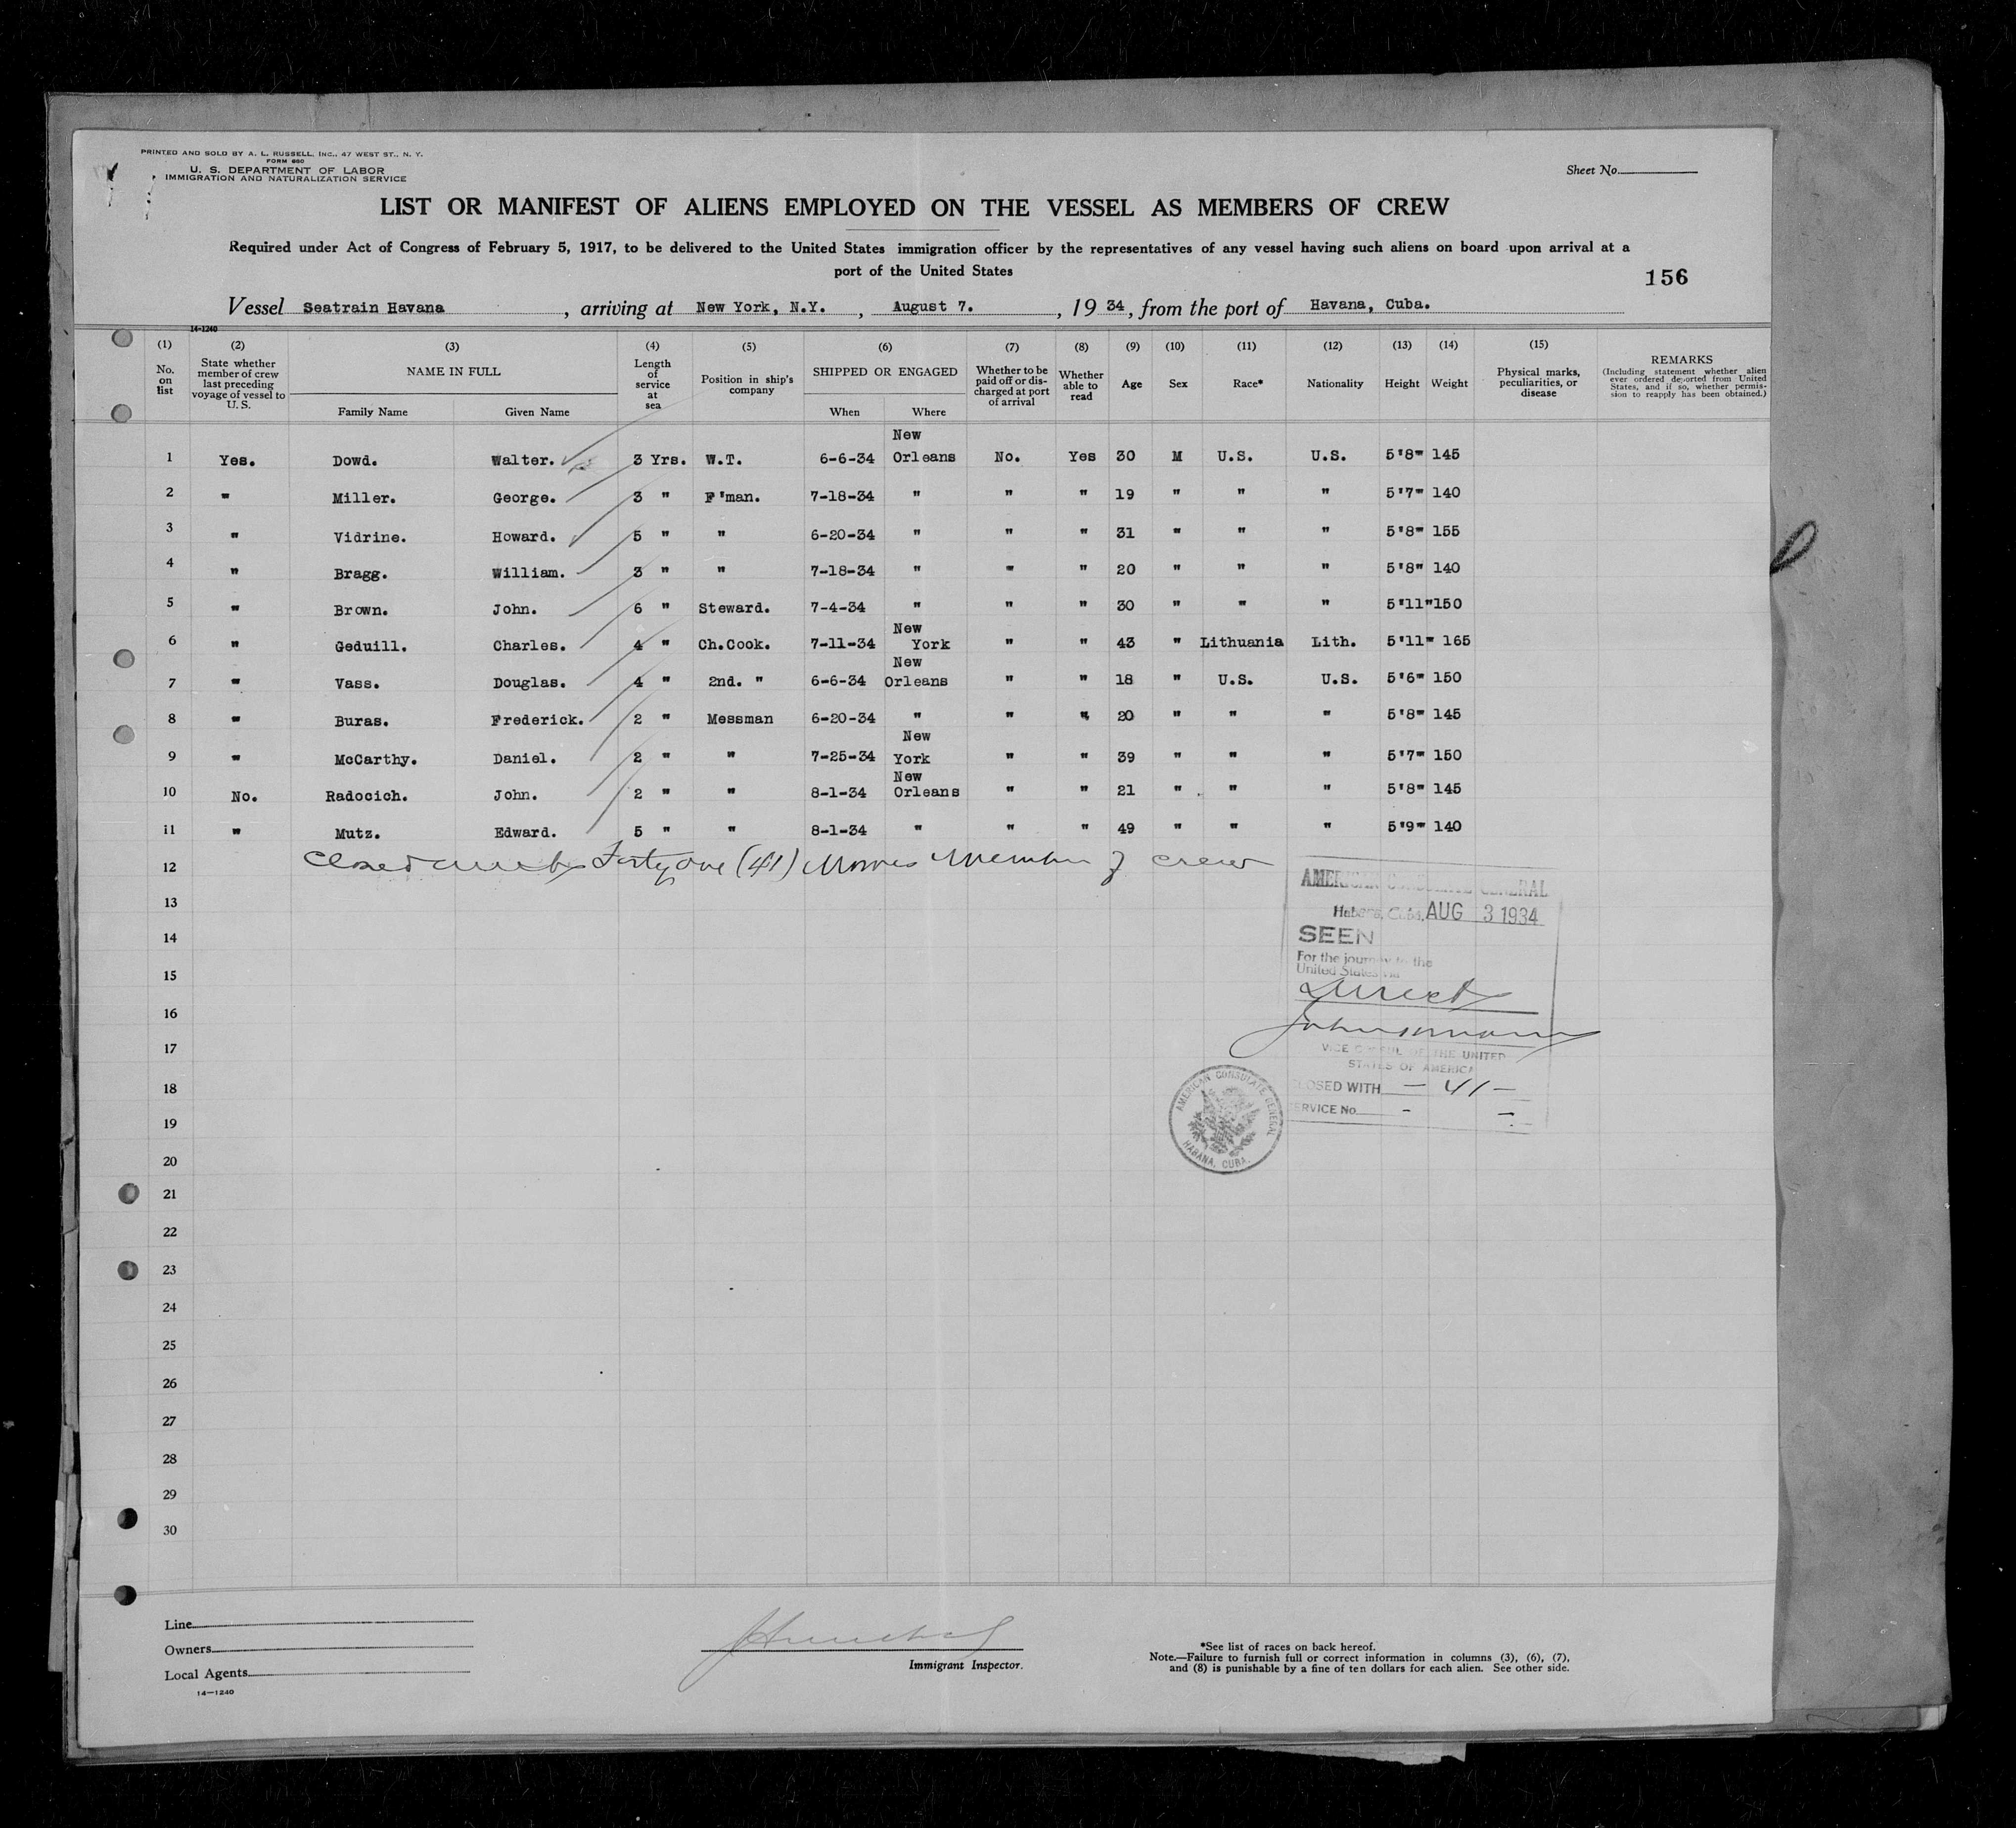 PRINTED AND SOLD BY A. L. RUSSELL, INC., 47 WEST ST., N. Y.
FORM 680
U. S. DEPARTMENT OF LABOR
IMMIGRATION AND NATURALIZATION SERVICE
Sheet No.
LIST OR MANIFEST OF ALIENS EMPLOYED ON THE VESSEL AS MEMBERS OF CREW
Required under Act of Congress of February 5, 1917, to be delivered to the United States immigration officer by the representatives of any vessel having such aliens on board upon arrival at a
port of the United States
156
Vessel Seatrain Havana, arriving at New York, N.Y., August 7., 19 34, from the port of Havana, Cuba.
14-1240
(1) No. on list
(2) State whether member of crew last preceding voyage of vessel to U. S.
(3) NAME IN FULL Family Name Given Name
(4) Length of service at sea
(5) Position in ship's company
(6) SHIPPED OR ENGAGED When Where
(7) Whether to be paid off or discharged at port of arrival
(8) Whether able to read
(9) Age
(10) Sex
(11) Race*
(12) Nationality
(13) Height
(14) Weight
(15) Physical marks, peculiarities, or disease
REMARKS (Including statement whether alien ever ordered deported from United States, and if so, whether permission to reapply has been obtained.)
1 Yes. Dowd. Walter. 3 Yrs. W.T. 6-6-34 New Orleans No. Yes 30 M U.S. U.S. 5'8" 145
2 " Miller. George. 3 " F'man. 7-18-34 " " " 19 " " " 5'7" 140
3 " Vidrine. Howard. 5 " " 6-20-34 " " " 31 " " " 5'8" 155
4 " Bragg. William. 3 " " 7-18-34 " " " 20 " " " 5'8" 140
5 " Brown. John. 6 " Steward. 7-4-34 " " " 30 " " " 5'11" 150
6 " Geduill. Charles. 4 " Ch.Cook. 7-11-34 New York " " 43 " Lithuania Lith. 5'11" 165
7 " Vass. Douglas. 4 " 2nd. " 6-6-34 New Orleans " " 18 " U.S. U.S. 5'6" 150
8 " Buras. Frederick. 2 " Messman 6-20-34 " " " 20 " " " 5'8" 145
9 " McCarthy. Daniel. 2 " " 7-25-34 New York " " 39 " " " 5'7" 150
10 No. Radocich. John. 2 " " 8-1-34 New Orleans " " 21 " " " 5'8" 145
11 " Mutz. Edward. 5 " " 8-1-34 " " " 49 " " " 5'9" 140
12 Closed Forty one (41) Member of crew
13
14
15
16
17
18
19
20
21
22
23
24
25
26
27
28
29
30
AMERICAN CONSULATE GENERAL
Habana, Cuba, AUG 3 1934
SEEN
For the journey to the
United States via
Direct
VICE CONSUL OF THE UNITED
STATES OF AMERICA
CLOSED WITH - 41 -
SERVICE No. - -
AMERICAN CONSULATE GENERAL
HABANA, CUBA.
Line
Owners
Local Agents
14-1240
Immigrant Inspector.
*See list of races on back hereof.
Note.—Failure to furnish full or correct information in columns (3), (6), (7),
and (8) is punishable by a fine of ten dollars for each alien. See other side.